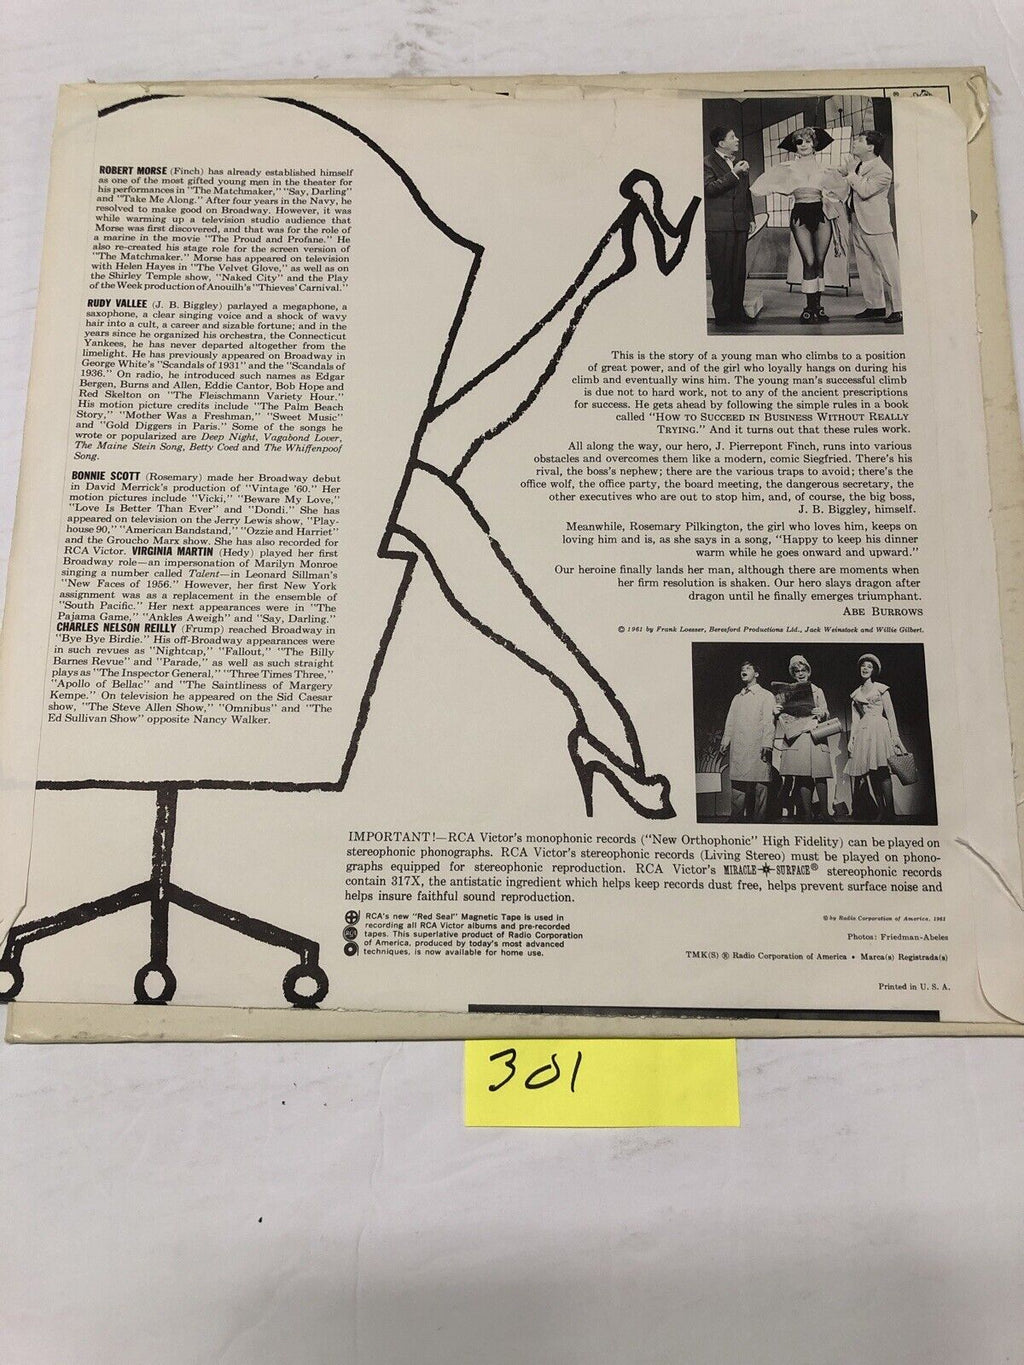 ROBERT MORSE (Finch) has already established himself
as one of the most gifted young men in the theater for
his performances in "The Matchmaker," "Say, Darling"
and "Take Me Along." After four years in the Navy, he
resolved to make good on Broadway. However, it was
while warming up a television studio audience that
Morse was first discovered, and that was for the role of
a marine in the movie "The Proud and Profane." He
also re-created his stage role for the screen version of
"The Matchmaker." Morse has appeared on television
with Helen Hayes in "The Velvet Glove," as well as on
the Shirley Temple show, "Naked City" and the Play
of the Week production of Anouilh's "Thieves' Carnival."
RUDY VALLEE (J. B. Biggley) parlayed a megaphone, a
saxophone, a clear singing voice and a shock of wavy
hair into a cult, a career and sizable fortune; and in the
years since he organized his orchestra, the Connecticut
Yankees, he has never departed altogether from the
limelight. He has previously appeared on Broadway in
George White's "Scandals of 1931" and the "Scandals of
1936." On radio, he introduced such names as Edgar
Bergen, Burns and Allen, Eddie Cantor, Bob Hope and
Red Skelton on "The Fleischmann Variety Hour."
His motion picture credits include "The Palm Beach
Story," "Mother Was a Freshman," "Sweet Music"
and "Gold Diggers in Paris." Some of the songs he
wrote or popularized are Deep Night, Vagabond Lover,
The Maine Stein Song, Betty Coed and The Whiffenpoof
Song.
BONNIE SCOTT (Rosemary) made her Broadway debut
in David Merrick's production of "Vintage '60." Her
motion pictures include "Vicki," "Beware My Love,"
"Love Is Better Than Ever" and "Dondi." She has
appeared on television on the Jerry Lewis show, "Play-
house 90," "American Bandstand," "Ozzie and Harriet"
and the Groucho Marx show. She has also recorded for
RCA Victor. VIRGINIA MARTIN (Hedy) played her first
Broadway role—an impersonation of Marilyn Monroe
singing a number called Talent—in Leonard Sillman's
"New Faces of 1956." However, her first New York
assignment was as a replacement in the ensemble of
"South Pacific." Her next appearances were in "The
Pajama Game," "Ankles Aweigh" and "Say, Darling."
CHARLES NELSON REILLY (Frump) reached Broadway in
"Bye Bye Birdie." His off-Broadway appearances were
in such revues as "Nightcap," "Fallout," "The Billy
Barnes Revue" and "Parade," as well as such straight
plays as "The Inspector General," "Three Times Three,"
"Apollo of Bellac" and "The Saintliness of Margery
Kempe." On television he appeared on the Sid Caesar
show, "The Steve Allen Show," "Omnibus" and "The
Ed Sullivan Show" opposite Nancy Walker.
This is the story of a young man who climbs to a position
of great power, and of the girl who loyally hangs on during his
climb and eventually wins him. The young man's successful climb
is due not to hard work, not to any of the ancient prescriptions
for success. He gets ahead by following the simple rules in a book
called "HOW TO SUCCEED IN BUSINESS WITHOUT REALLY
TRYING." And it turns out that these rules work.
All along the way, our hero, J. Pierrepont Finch, runs into various
obstacles and overcomes them like a modern, comic Siegfried. There's his
rival, the boss's nephew; there are the various traps to avoid; there's the
office wolf, the office party, the board meeting, the dangerous secretary, the
other executives who are out to stop him, and, of course, the big boss,
J. B. Biggley, himself.
Meanwhile, Rosemary Pilkington, the girl who loves him, keeps on
loving him and is, as she says in a song, "Happy to keep his dinner
warm while he goes onward and upward."
Our heroine finally lands her man, although there are moments when
her firm resolution is shaken. Our hero slays dragon after
dragon until he finally emerges triumphant.
ABE BURROWS
© 1961 by Frank Loesser, Beresford Productions Ltd., Jack Weinstock and Willie Gilbert.
IMPORTANT!—RCA Victor's monophonic records ("New Orthophonic" High Fidelity) can be played on
stereophonic phonographs. RCA Victor's stereophonic records (Living Stereo) must be played on phono-
graphs equipped for stereophonic reproduction. RCA Victor's MIRACLE SURFACE® stereophonic records
contain 317X, the antistatic ingredient which helps keep records dust free, helps prevent surface noise and
helps insure faithful sound reproduction.
RCA's new "Red Seal" Magnetic Tape is used in
recording all RCA Victor albums and pre-recorded
tapes. This superlative product of Radio Corporation
of America, produced by today's most advanced
techniques, is now available for home use.
© by Radio Corporation of America, 1961
Photos: Friedman-Abeles
TMK(S) ® Radio Corporation of America • Marca(s) Registrada(s)
Printed in U. S. A.
301